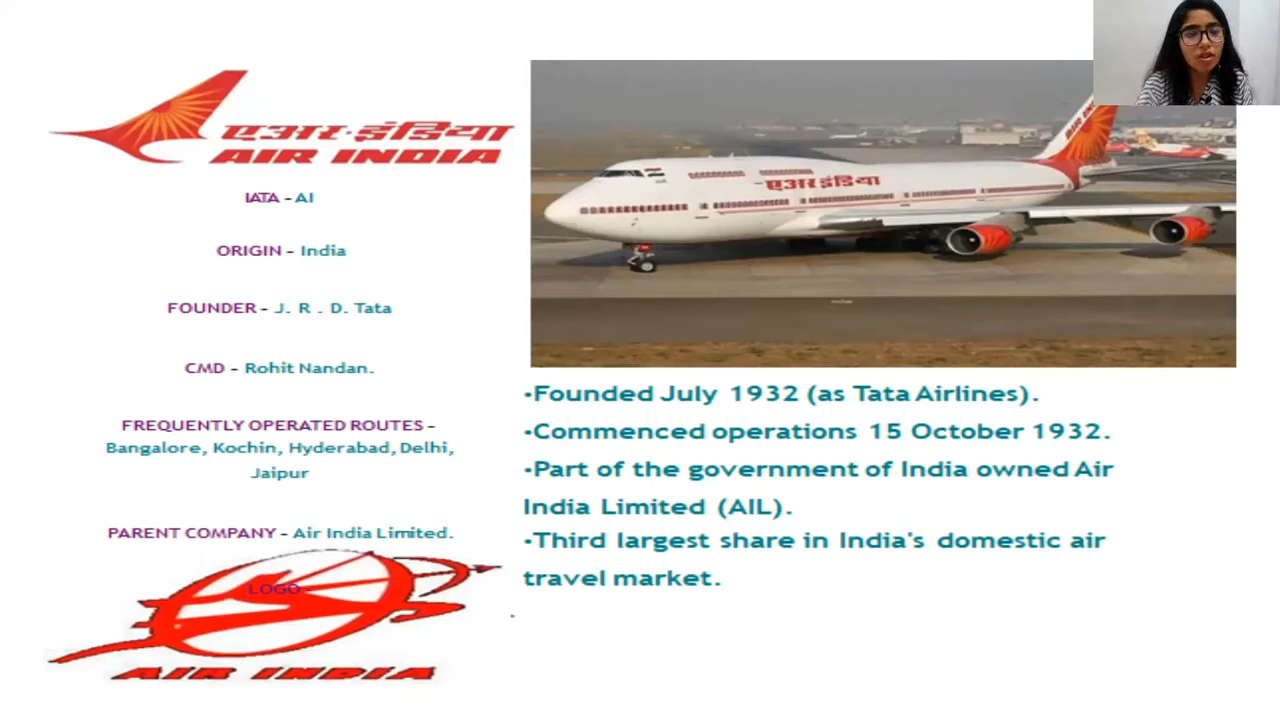 एअर-इंडिया
AIR INDIA
IATA – AI
ORIGIN – India
FOUNDER – J. R . D. Tata
CMD – Rohit Nandan.
FREQUENTLY OPERATED ROUTES –
Bangalore, Kochin, Hyderabad, Delhi,
Jaipur
PARENT COMPANY – Air India Limited.
LOGO
AIR INDIA
एअर इंडिया
•Founded July 1932 (as Tata Airlines).
•Commenced operations 15 October 1932.
•Part of the government of India owned Air
India Limited (AIL).
•Third largest share in India's domestic air
travel market.